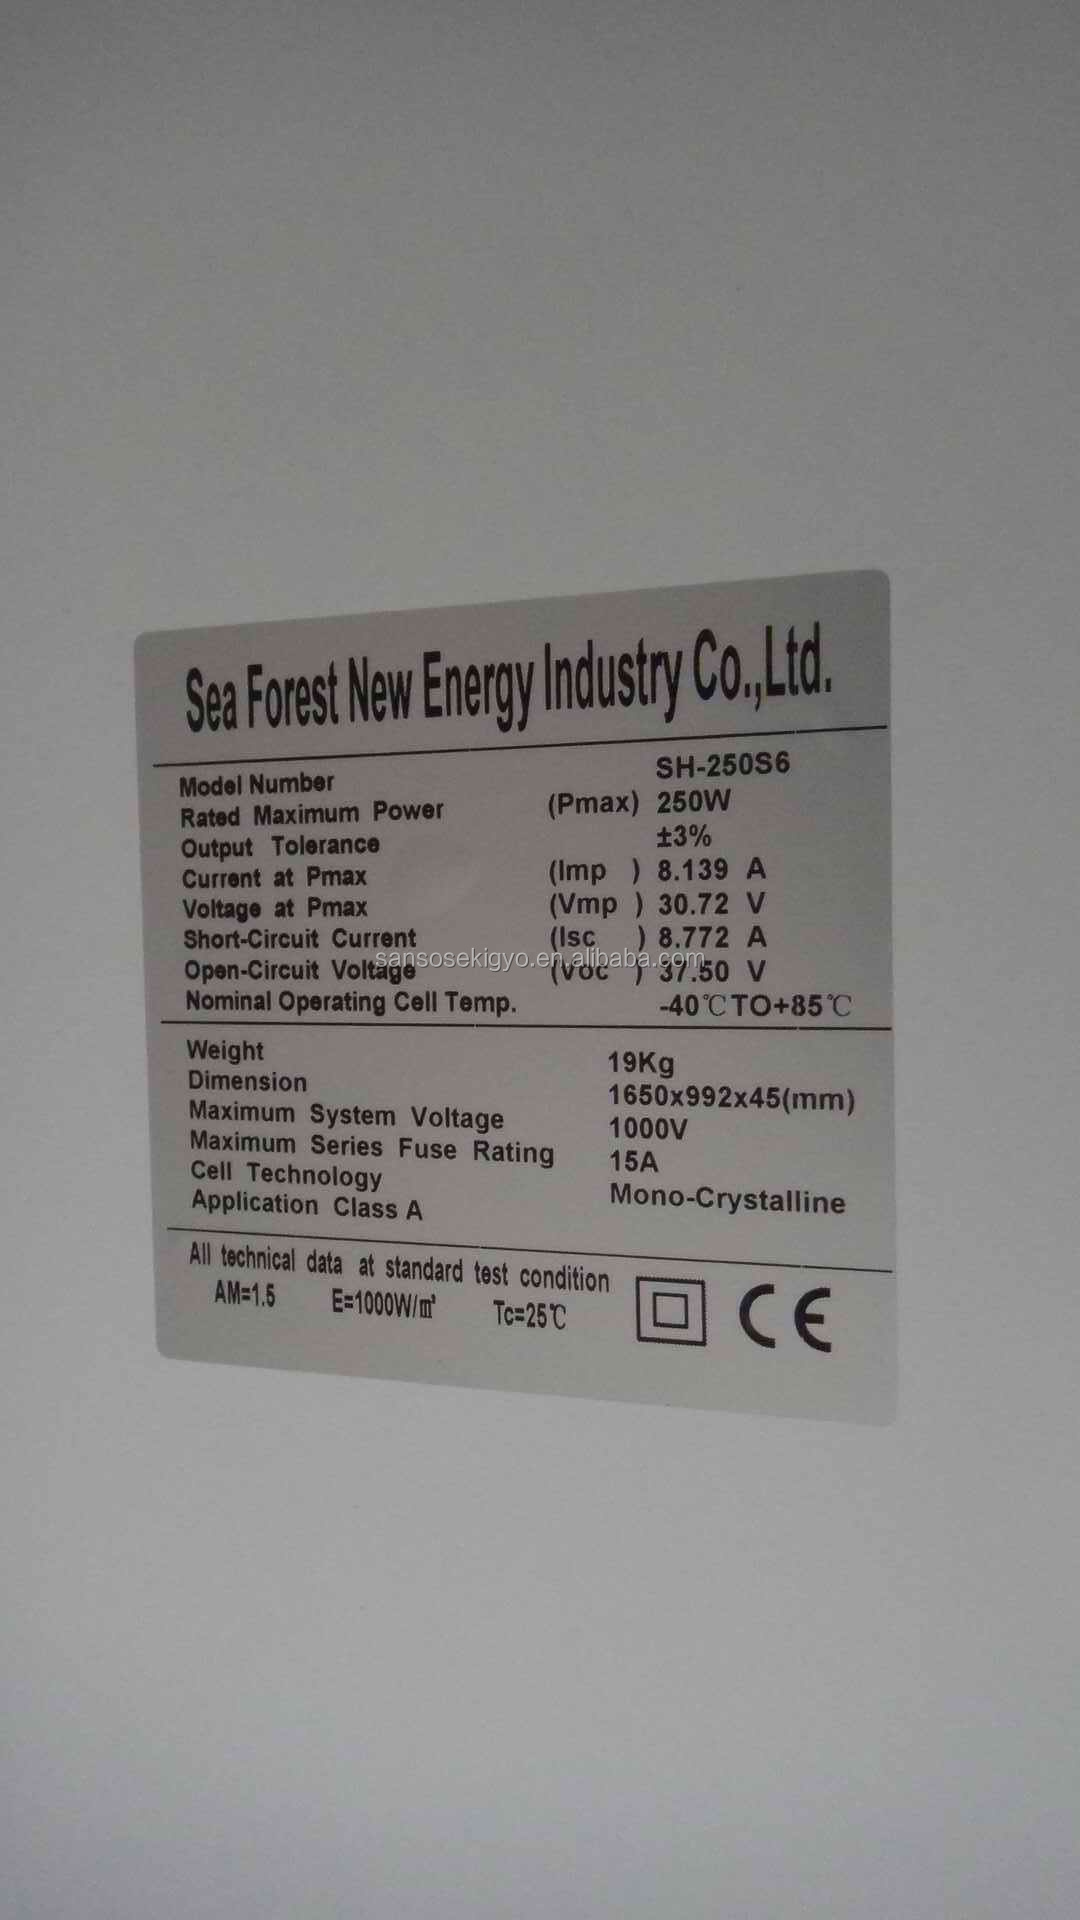 Sea Forest New Energy Industry Co.,Ltd.
Model Number SH-250S6
Rated Maximum Power (Pmax) 250W
Output Tolerance ±3%
Current at Pmax (Imp ) 8.139 A
Voltage at Pmax (Vmp ) 30.72 V
Short-Circuit Current (Isc ) 8.772 A
sansosekigyo.en.alibaba.com
Open-Circuit Voltage (Voc ) 37.50 V
Nominal Operating Cell Temp. -40℃TO+85℃
Weight 19Kg
Dimension 1650x992x45(mm)
Maximum System Voltage 1000V
Maximum Series Fuse Rating 15A
Cell Technology Mono-Crystalline
Application Class A
All technical data at standard test condition
AM=1.5 E=1000W/㎡ Tc=25℃
CE